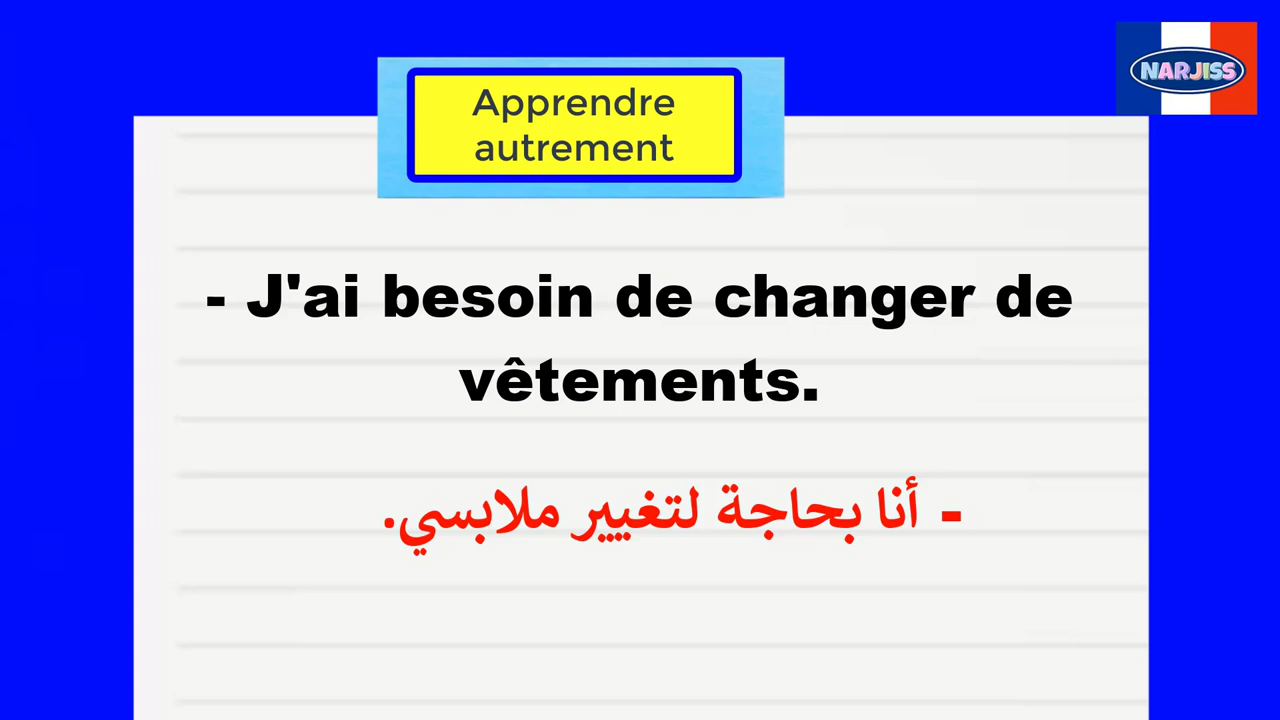 NARJISS
Apprendre
autrement
- J'ai besoin de changer de
vêtements.
- أنا بحاجة لتغيير ملابسي.